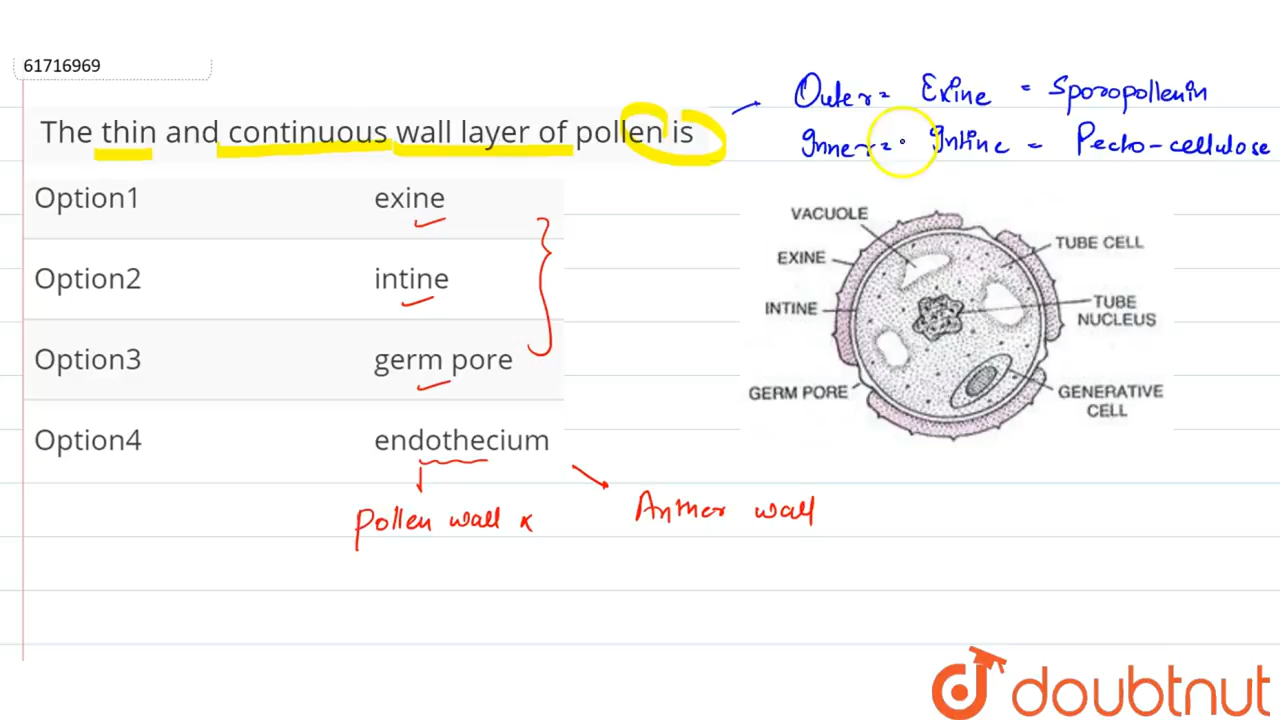 61716969
Outer = Exine = Sporopollenin
The thin and continuous wall layer of pollen is
Inner = Intine = Pecto-cellulose
Option1 exine
Option2 intine
Option3 germ pore
Option4 endothecium
VACUOLE
EXINE
INTINE
GERM PORE
TUBE CELL
TUBE NUCLEUS
GENERATIVE CELL
Pollen wall x
Anther wall
doubtnut